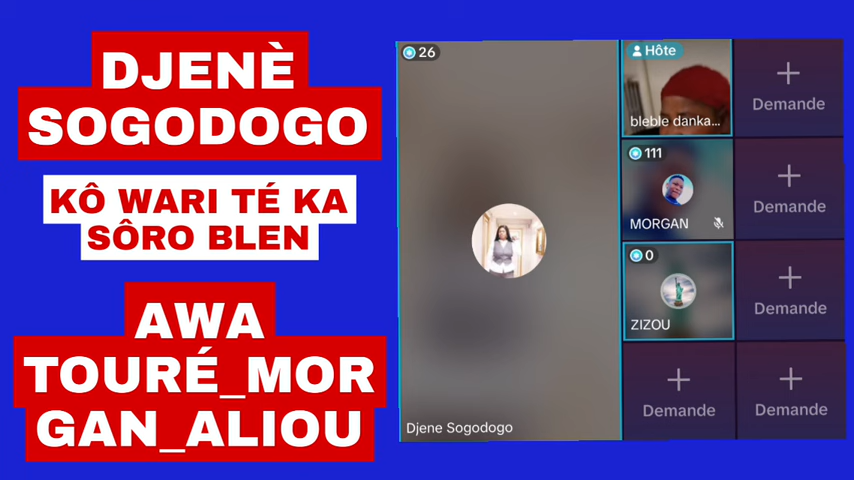 DJENÈ
SOGODOGO
KÔ WARI TÉ KA
SÔRO BLEN
AWA
TOURÉ_MOR
GAN_ALIOU
26
Djene Sogodogo
Hôte
bleble danka...
111
MORGAN
0
ZIZOU
Demande
Demande
Demande
Demande
Demande